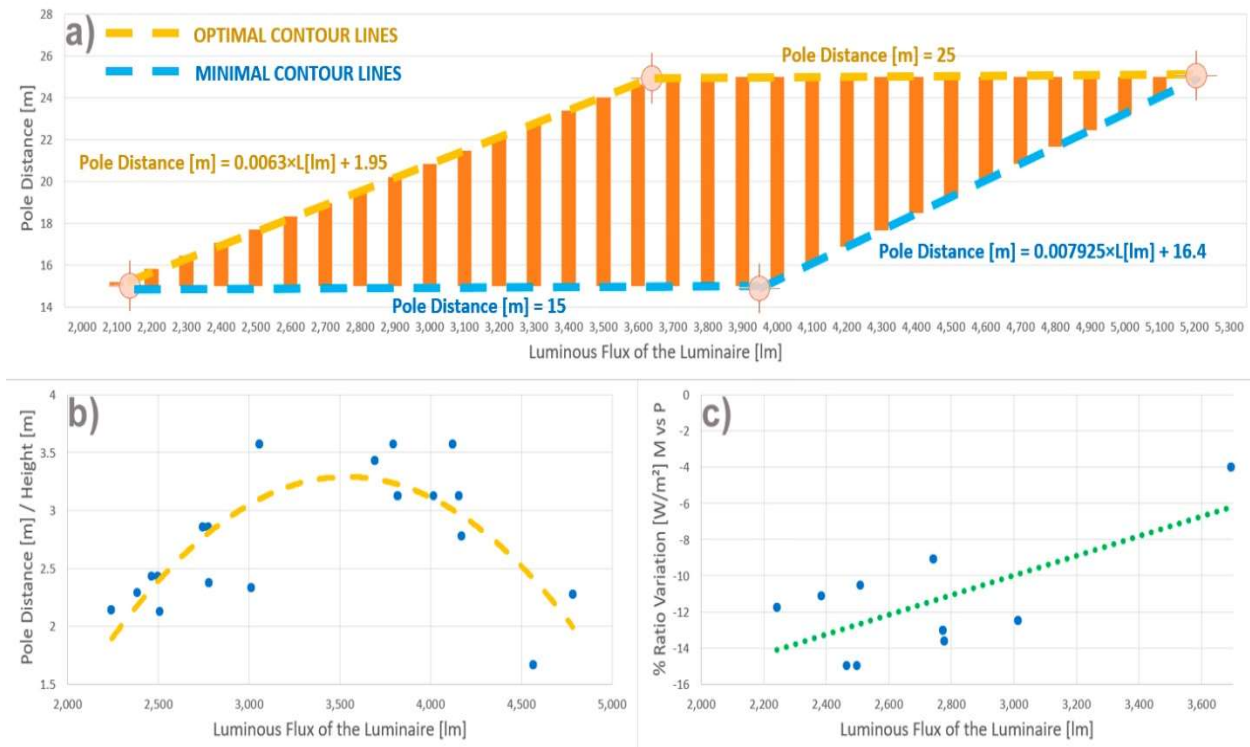 a)
OPTIMAL CONTOUR LINES
MINIMAL CONTOUR LINES
Pole Distance [m] = 25
Pole Distance [m] = 0.0063×L[lm] + 1.95
Pole Distance [m] = 0.007925×L[lm] + 16.4
Pole Distance [m] = 15
Pole Distance [m]
28
26
24
22
20
18
16
14
2,000 2,100 2,200 2,300 2,400 2,500 2,600 2,700 2,800 2,900 3,000 3,100 3,200 3,300 3,400 3,500 3,600 3,700 3,800 3,900 4,000 4,100 4,200 4,300 4,400 4,500 4,600 4,700 4,800 4,900 5,000 5,100 5,200 5,300
Luminous Flux of the Luminaire [lm]
b)
Pole Distance [m] / Height [m]
4
3.5
3
2.5
2
1.5
2,000 2,500 3,000 3,500 4,000 4,500 5,000
Luminous Flux of the Luminaire [lm]
c)
% Ratio Variation [W/m²] M vs P
0
-2
-4
-6
-8
-10
-12
-14
-16
2,000 2,200 2,400 2,600 2,800 3,000 3,200 3,400 3,600
Luminous Flux of the Luminaire [lm]